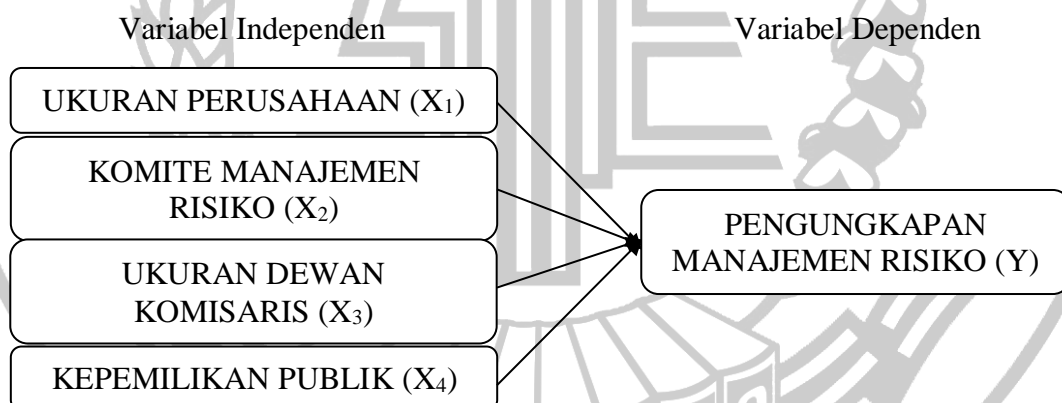 Variabel Independen
Variabel Dependen
UKURAN PERUSAHAAN (X₁)
KOMITE MANAJEMEN
RISIKO (X₂)
UKURAN DEWAN
KOMISARIS (X₃)
KEPEMILIKAN PUBLIK (X₄)
PENGUNGKAPAN
MANAJEMEN RISIKO (Y)